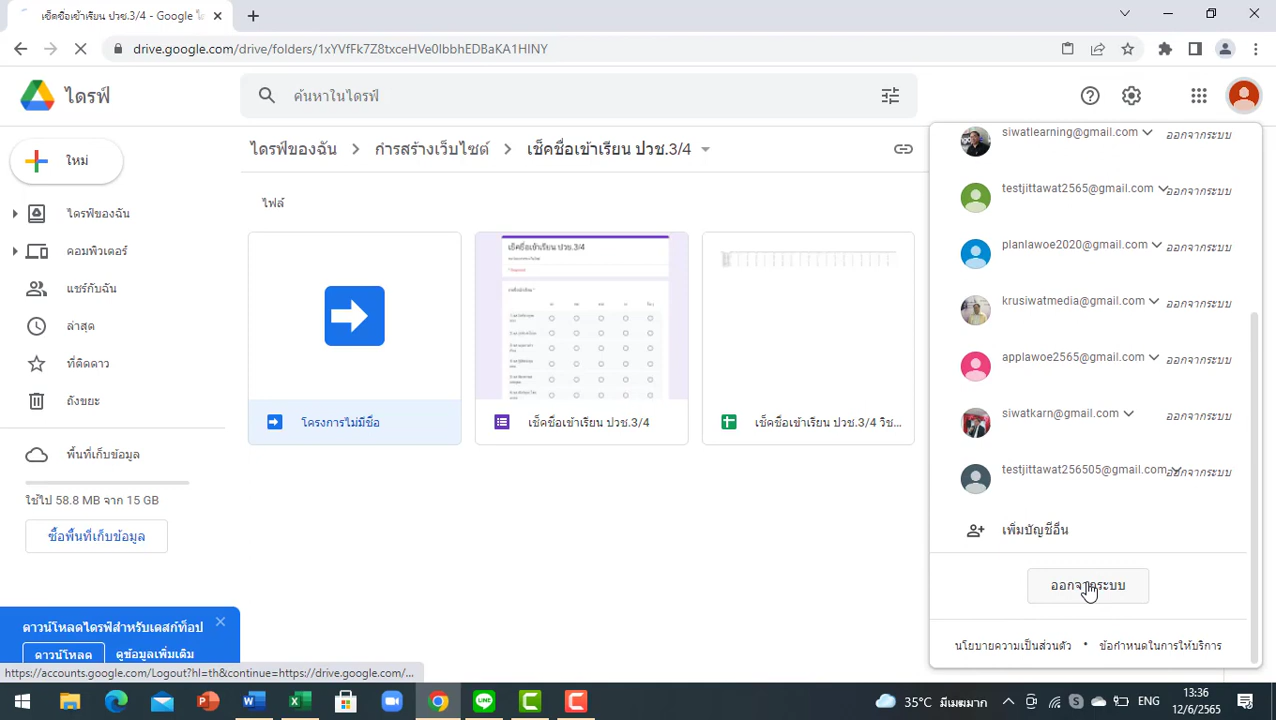 เช็คชื่อเข้าเรียน ปวช.3/4 - Google ไ
drive.google.com/drive/folders/1xYVfFk7Z8txceHVe0IbbhEDBaKA1HINY
ไดรฟ์
ค้นหาในไดรฟ์
ใหม่
ไดรฟ์ของฉัน
คอมพิวเตอร์
แชร์กับฉัน
ล่าสุด
ที่ติดดาว
ถังขยะ
พื้นที่เก็บข้อมูล
ใช้ไป 58.8 MB จาก 15 GB
ซื้อพื้นที่เก็บข้อมูล
ดาวน์โหลดไดรฟ์สำหรับเดสก์ท็อป
ดาวน์โหลด ดูข้อมูลเพิ่มเติม
ไดรฟ์ของฉัน > การสร้างเว็บไซต์ > เช็คชื่อเข้าเรียน ปวช.3/4
ไฟล์
เช็คชื่อเข้าเรียน ปวช.3/4
* Required
โครงการไม่มีชื่อ
เช็คชื่อเข้าเรียน ปวช.3/4
เช็คชื่อเข้าเรียน ปวช.3/4 วิช...
siwatlearning@gmail.com ออกจากระบบ
testjittawat2565@gmail.com ออกจากระบบ
planlawoe2020@gmail.com ออกจากระบบ
krusiwatmedia@gmail.com ออกจากระบบ
applawoe2565@gmail.com ออกจากระบบ
siwatkarn@gmail.com ออกจากระบบ
testjittawat256505@gmail.com ออกจากระบบ
เพิ่มบัญชีอื่น
ออกจากระบบ
นโยบายความเป็นส่วนตัว • ข้อกำหนดในการให้บริการ
https://accounts.google.com/Logout?hl=th&continue=https://drive.google.com/...
35°C มีเมฆมาก
ENG
13:36
12/6/2565